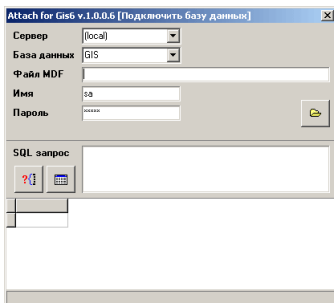 Attach for Gis6 v.1.0.0.6 [Подключить базу данных]
Сервер (local)
База данных GIS
Файл MDF
Имя sa
Пароль ×××××
SQL запрос
?{}